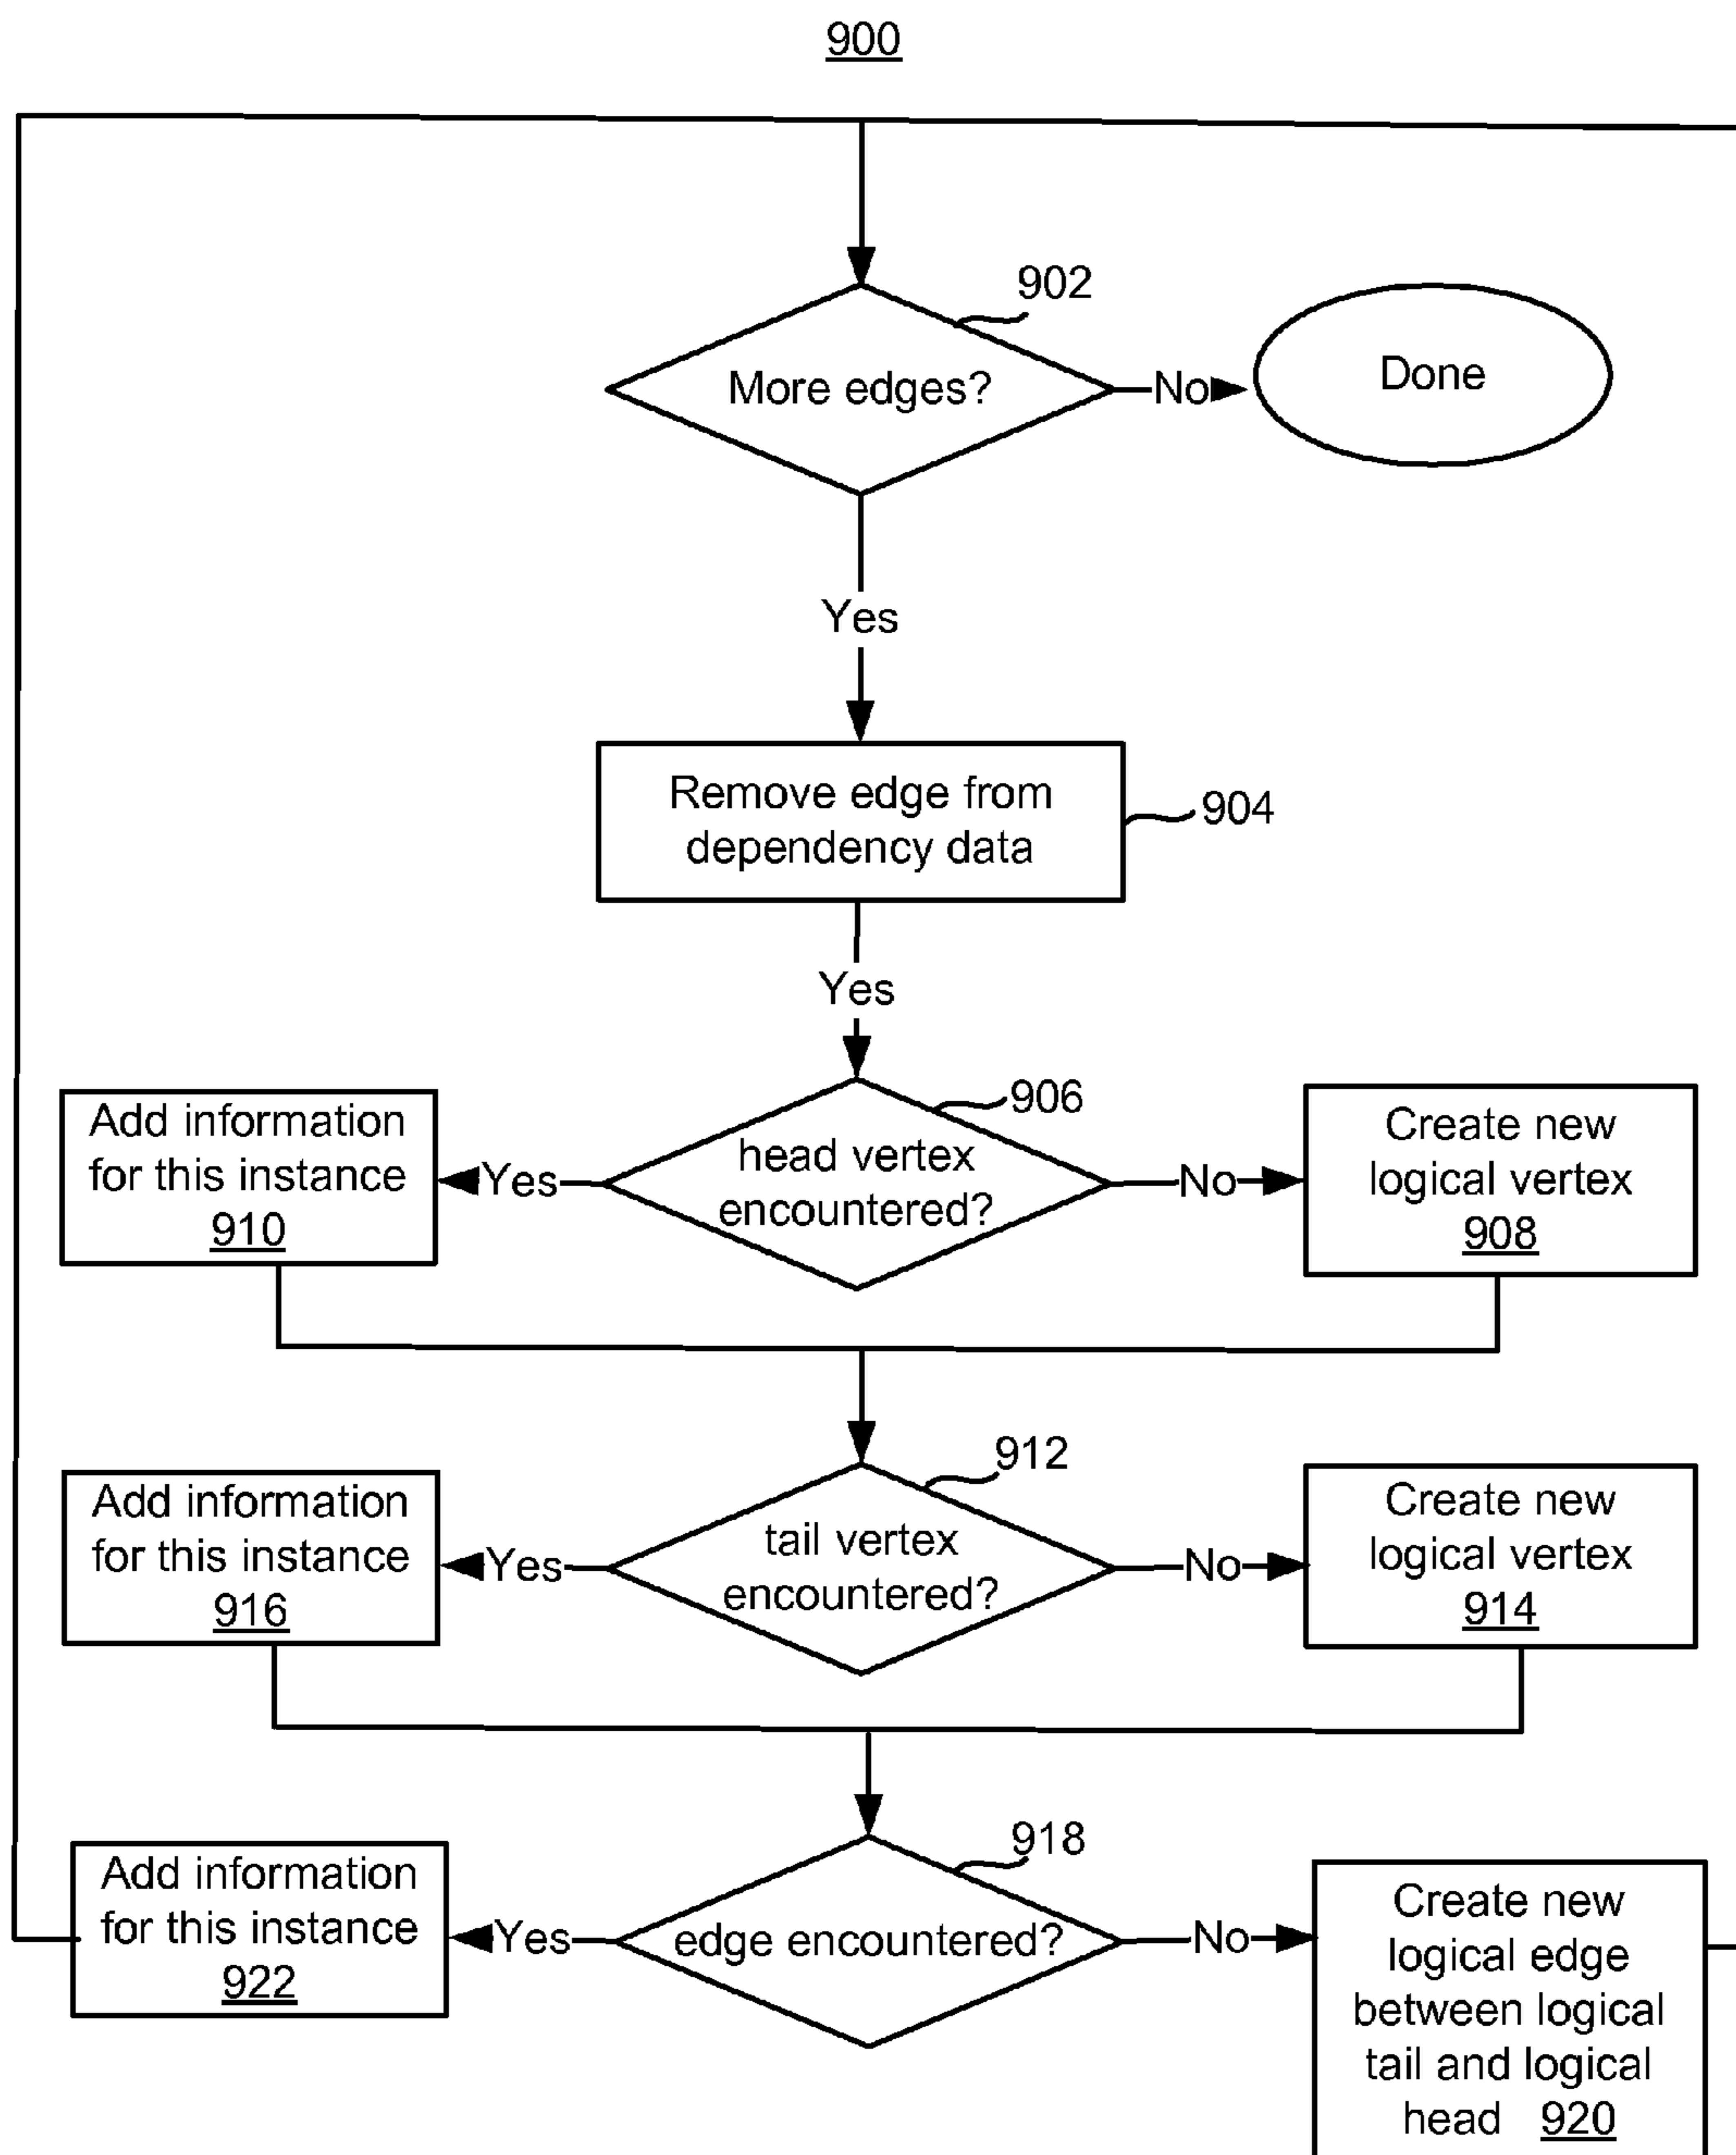 900
902
More edges?
No
Done
Yes
Remove edge from
dependency data
904
Yes
906
Add information
for this instance
910
Yes
head vertex
encountered?
No
Create new
logical vertex
908
912
Add information
for this instance
916
Yes
tail vertex
encountered?
No
Create new
logical vertex
914
918
Add information
for this instance
922
Yes
edge encountered?
No
Create new
logical edge
between logical
tail and logical
head 920